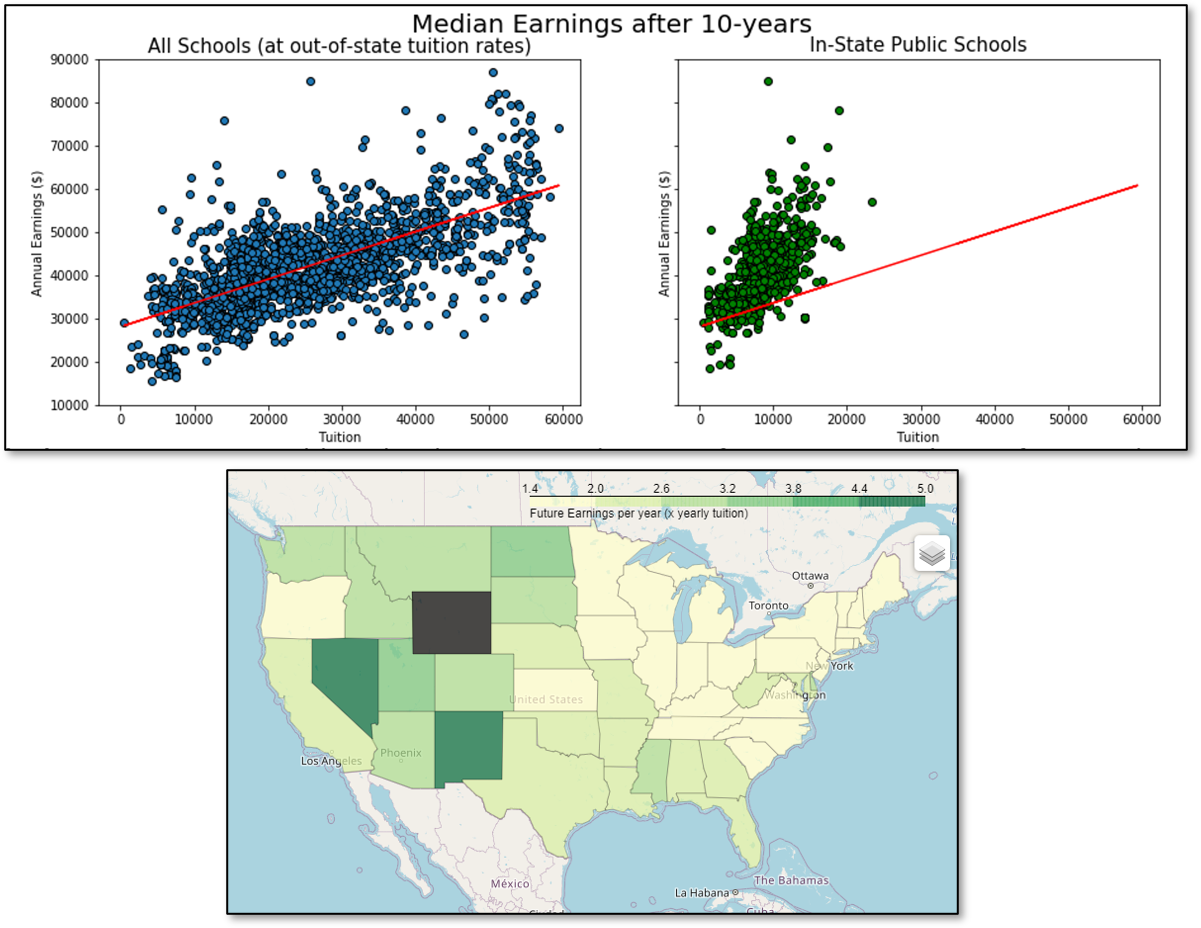 Median Earnings after 10-years
All Schools (at out-of-state tuition rates)
In-State Public Schools
90000
80000
70000
60000
50000
40000
30000
20000
10000
Annual Earnings ($)
Annual Earnings ($)
0 10000 20000 30000 40000 50000 60000
0 10000 20000 30000 40000 50000 60000
Tuition
Tuition
1.4 2.0 2.6 3.2 3.8 4.4 5.0
Future Earnings per year (x yearly tuition)
Ottawa
Toronto
New York
United States
Washington
Phoenix
Los Angeles
México
La Habana
The Bahamas
Cuba